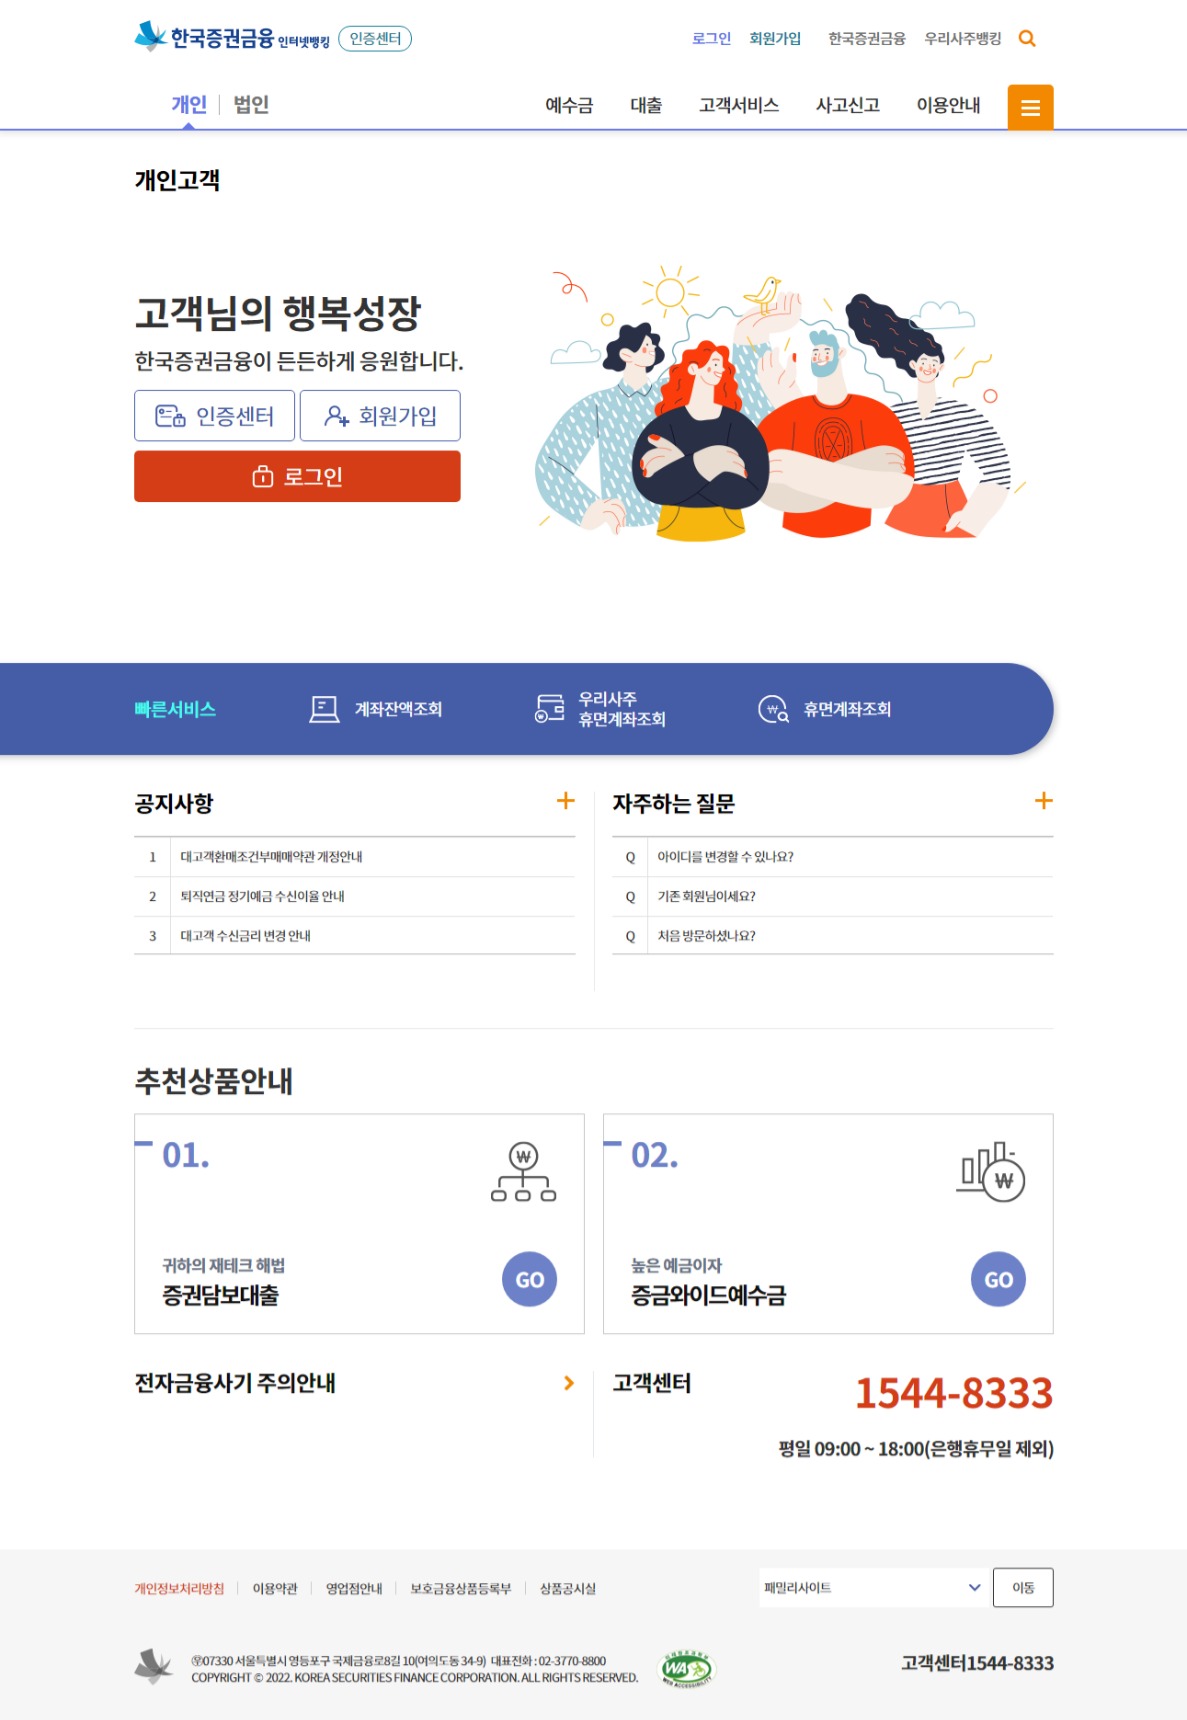 한국증권금융 인터넷뱅킹 인증센터
로그인 회원가입 한국증권금융 우리사주뱅킹
개인 법인
예수금 대출 고객서비스 사고신고 이용안내
개인고객
고객님의 행복성장
한국증권금융이 든든하게 응원합니다.
인증센터 회원가입
로그인
빠른서비스
계좌잔액조회
우리사주
휴면계좌조회
휴면계좌조회
공지사항
1 대고객환매조건부매매약관 개정안내
2 퇴직연금 정기예금 수신이율 안내
3 대고객 수신금리 변경 안내
자주하는 질문
Q 아이디를 변경할 수 있나요?
Q 기존 회원님이세요?
Q 처음 방문하셨나요?
추천상품안내
01.
귀하의 재테크 해법
증권담보대출
GO
02.
높은 예금이자
증금와이드예수금
GO
전자금융사기 주의안내
고객센터
1544-8333
평일 09:00 ~ 18:00(은행휴무일 제외)
개인정보처리방침 이용약관 영업점안내 보호금융상품등록부 상품공시실
패밀리사이트
이동
㉾07330 서울특별시 영등포구 국제금융로8길 10(여의도동 34-9) 대표전화 : 02-3770-8800
COPYRIGHT © 2022. KOREA SECURITIES FINANCE CORPORATION. ALL RIGHTS RESERVED.
WA
WEB ACCESSIBILITY
고객센터1544-8333